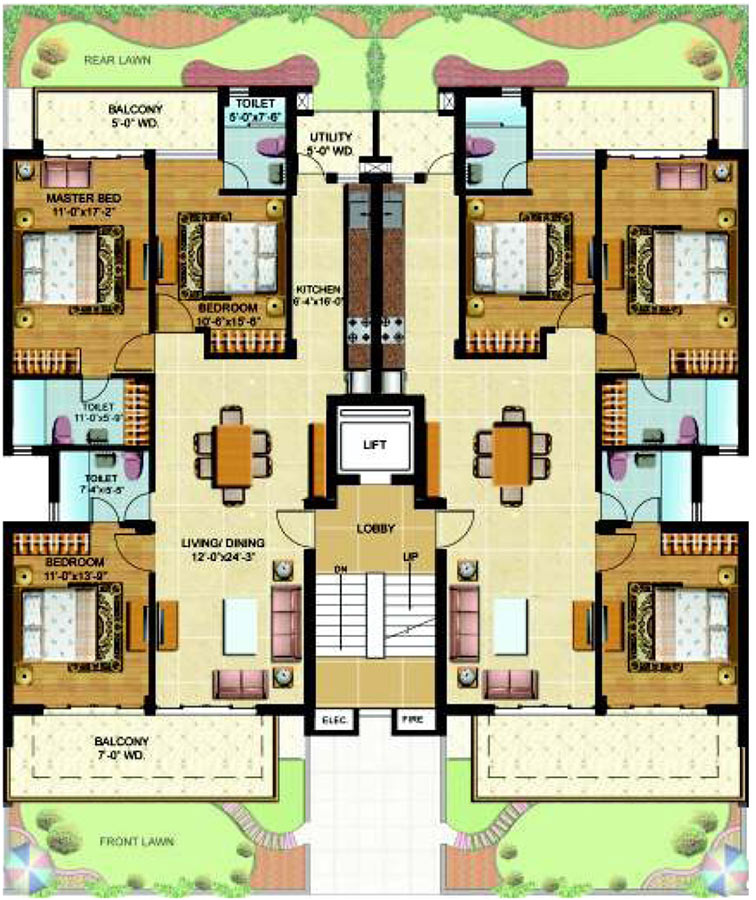 REAR LAWN
BALCONY
5'-0" WD.
TOILET
5'-0"x7'-6"
UTILITY
5'-0" WD.
MASTER BED
11'-0"x17'-2"
KITCHEN
6'-4"x16'-0"
BEDROOM
10'-6"x15'-6"
TOILET
11'-0"x5'-9"
LIFT
TOILET
7'-4"x5'-5"
LOBBY
LIVING/ DINING
12'-0"x24'-3"
UP
BEDROOM
11'-0"x13'-9"
DN
ELEC.
FIRE
BALCONY
7'-0" WD.
FRONT LAWN